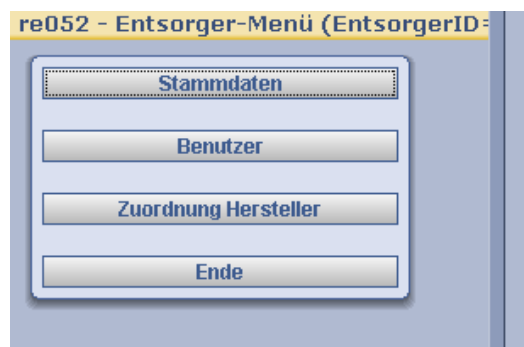 re052 - Entsorger-Menü (EntsorgerID=
Stammdaten
Benutzer
Zuordnung Hersteller
Ende